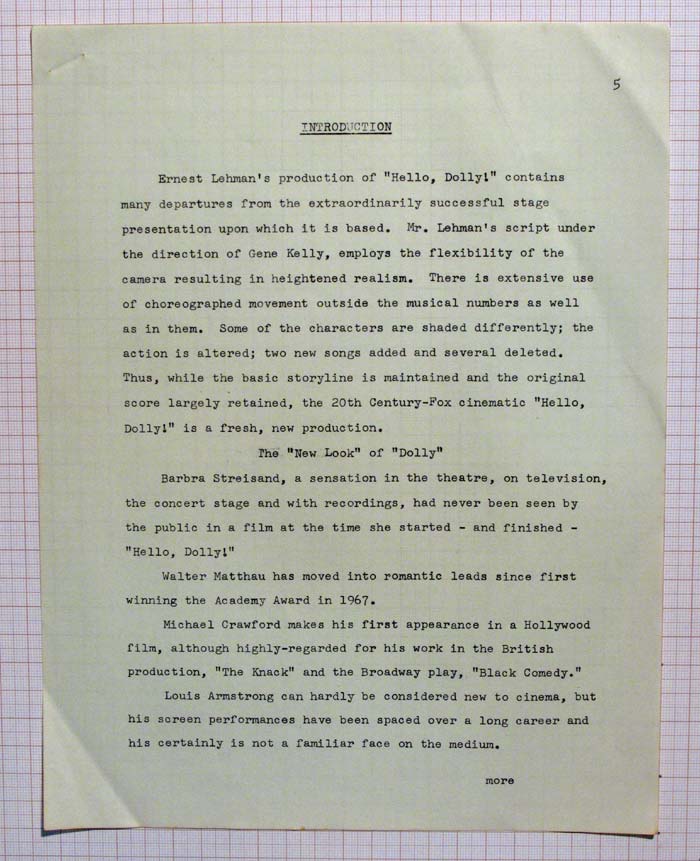 5
INTRODUCTION
Ernest Lehman's production of "Hello, Dolly!" contains
many departures from the extraordinarily successful stage
presentation upon which it is based. Mr. Lehman's script under
the direction of Gene Kelly, employs the flexibility of the
camera resulting in heightened realism. There is extensive use
of choreographed movement outside the musical numbers as well
as in them. Some of the characters are shaded differently; the
action is altered; two new songs added and several deleted.
Thus, while the basic storyline is maintained and the original
score largely retained, the 20th Century-Fox cinematic "Hello,
Dolly!" is a fresh, new production.
The "New Look" of "Dolly"
Barbra Streisand, a sensation in the theatre, on television,
the concert stage and with recordings, had never been seen by
the public in a film at the time she started - and finished -
"Hello, Dolly!"
Walter Matthau has moved into romantic leads since first
winning the Academy Award in 1967.
Michael Crawford makes his first appearance in a Hollywood
film, although highly-regarded for his work in the British
production, "The Knack" and the Broadway play, "Black Comedy."
Louis Armstrong can hardly be considered new to cinema, but
his screen performances have been spaced over a long career and
his certainly is not a familiar face on the medium.
more